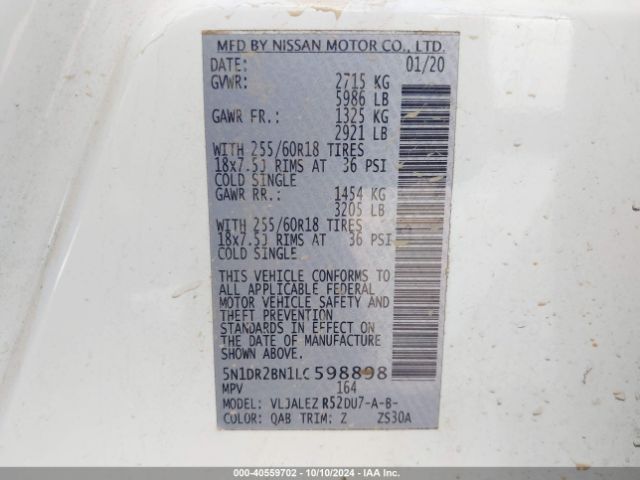 MFD BY NISSAN MOTOR CO., LTD.
DATE: 01/20
GVWR: 2715 KG
5986 LB
GAWR FR.: 1325 KG
2921 LB
WITH 255/60R18 TIRES
18x7.50 RIMS AT 36 PSI
COLD SINGLE
GAWR RR.: 1454 KG
3205 LB
WITH 255/60R18 TIRES
18x7.50 RIMS AT 36 PSI
COLD SINGLE
THIS VEHICLE CONFORMS TO
ALL APPLICABLE FEDERAL
MOTOR VEHICLE SAFETY AND
THEFT PREVENTION
STANDARDS IN EFFECT ON
THE DATE OF MANUFACTURE
SHOWN ABOVE.
5N1DR2BN1LC598898
MPV 164
MODEL: VLJALEZ R52DU7-A-B-
COLOR: QAB TRIM: Z ZS30A
000-40559702 - 10/10/2024 - IAA Inc.